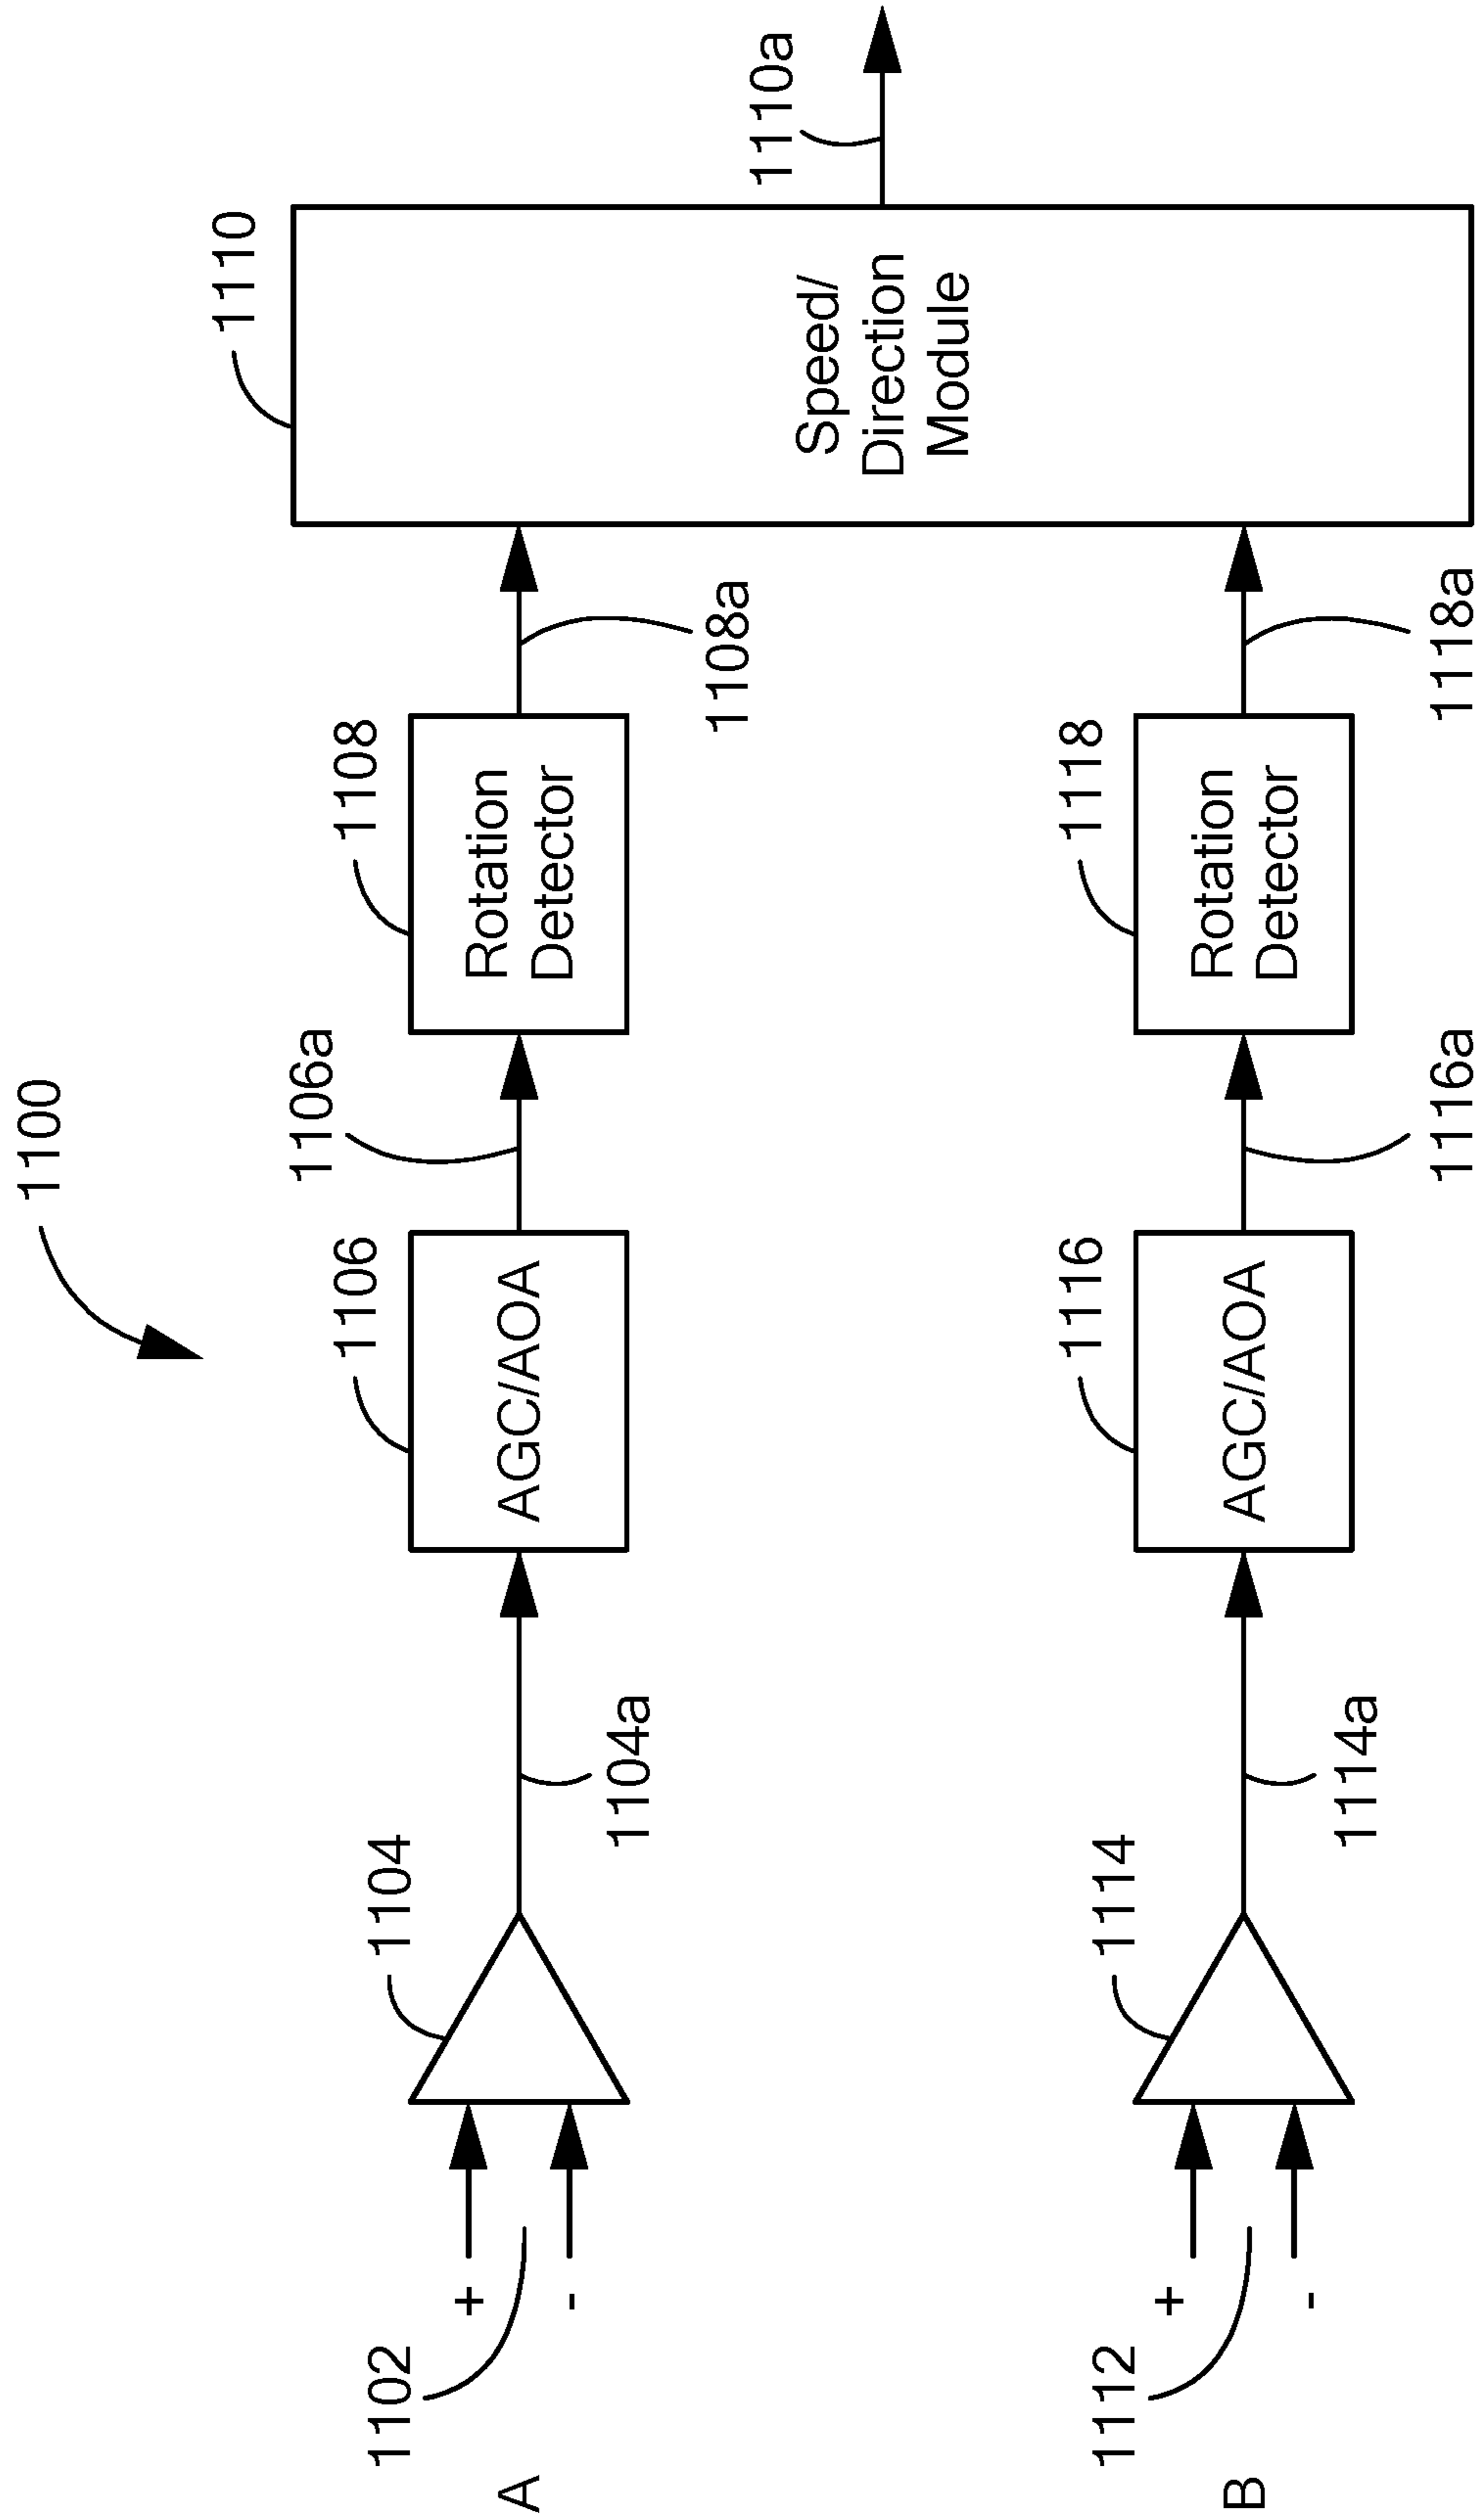 1100
1110
1110a
1102
1104
1106
1106a
1108
A
+
-
1104a
AGC/AOA
Rotation
Detector
1108a
Speed/
Direction
Module
1112
1114
1116
1118
B
+
-
1114a
AGC/AOA
1116a
Rotation
Detector
1118a